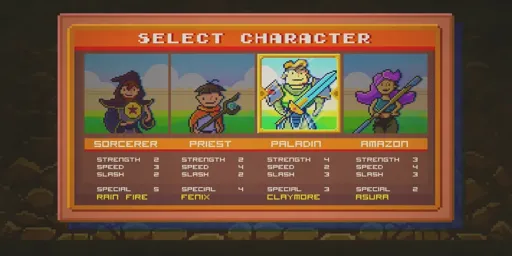 SELECT CHARACTER
SORCERER PRIEST PALADIN AMAZON
STRENGTH 2 STRENGTH 2 STRENGTH 4 STRENGTH 3
SPEED 3 SPEED 4 SPEED 4 SPEED 4
SLASH 2 SLASH 2 SLASH 3 SLASH 3
SPECIAL 5 SPECIAL 4 SPECIAL 3 SPECIAL 2
RAIN FIRE FENIX CLAYMORE ASURA